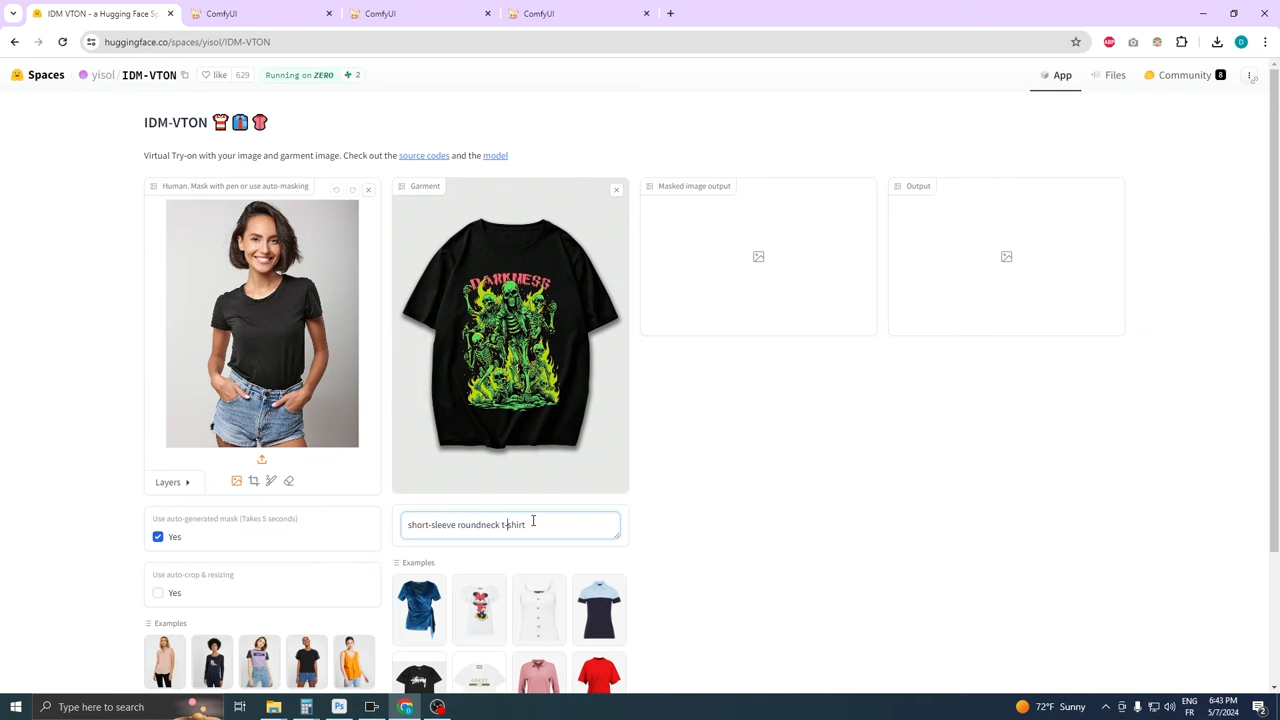 IDM VTON - a Hugging Face Sp
ComfyUI
ComfyUI
ComfyUI
huggingface.co/spaces/yisol/IDM-VTON
ABP
D
Spaces
yisol/IDM-VTON
like 629
Running on ZERO
2
App
Files
Community 8
IDM-VTON
Virtual Try-on with your image and garment image. Check out the source codes and the model
Human. Mask with pen or use auto-masking
Garment
Masked image output
Output
DARKNESS
Layers
Use auto-generated mask (Takes 5 seconds)
Yes
short-sleeve roundneck t-shirt
Use auto-crop & resizing
Yes
Examples
Examples
Type here to search
Ps
72°F Sunny
ENG
FR
6:43 PM
5/7/2024
2